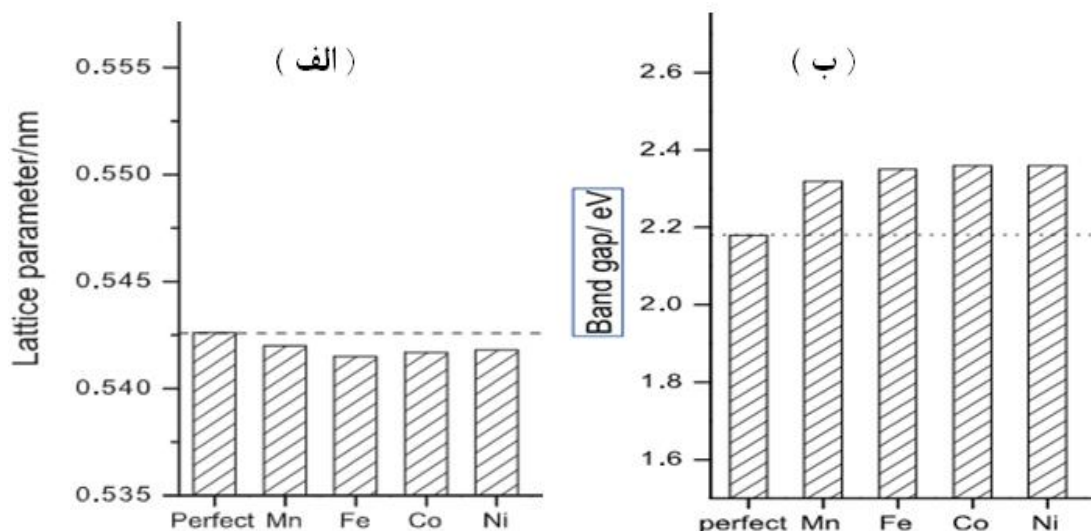 ( الف )
Lattice parameter/nm
0.555
0.550
0.545
0.540
0.535
Perfect Mn Fe Co Ni
( ب )
Band gap/ eV
2.6
2.4
2.2
2.0
1.8
1.6
perfect Mn Fe Co Ni